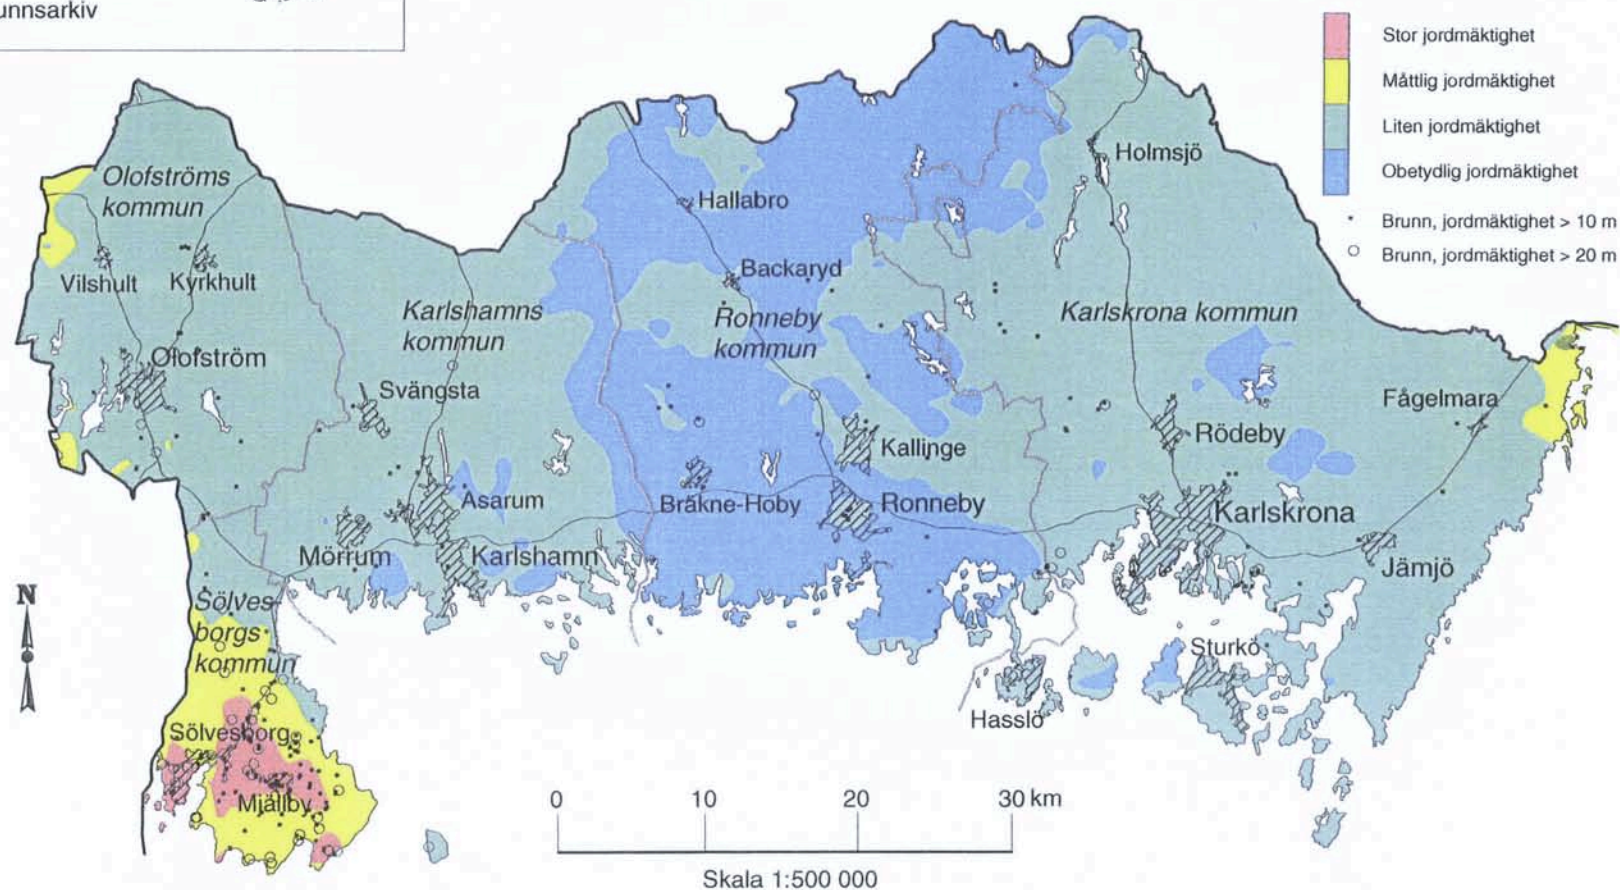 unnsarkiv
Stor jordmäktighet
Måttlig jordmäktighet
Liten jordmäktighet
Obetydlig jordmäktighet
Brunn, jordmäktighet > 10 m
Brunn, jordmäktighet > 20 m
Olofströms
kommun
Holmsjö
Hallabro
Vilshult
Kyrkhult
Backaryd
Karlshamns
kommun
Ronneby
kommun
Karlskrona kommun
Olofström
Svängsta
Fågelmara
Kallinge
Rödeby
Asarum
Bräkne-Hoby
Ronneby
Karlskrona
Mörrum
Karlshamn
Jämjö
N
Sölves-
borgs
kommun
Sturkö
Hasslö
Sölvesborg
Mjällby
0 10 20 30 km
Skala 1:500 000